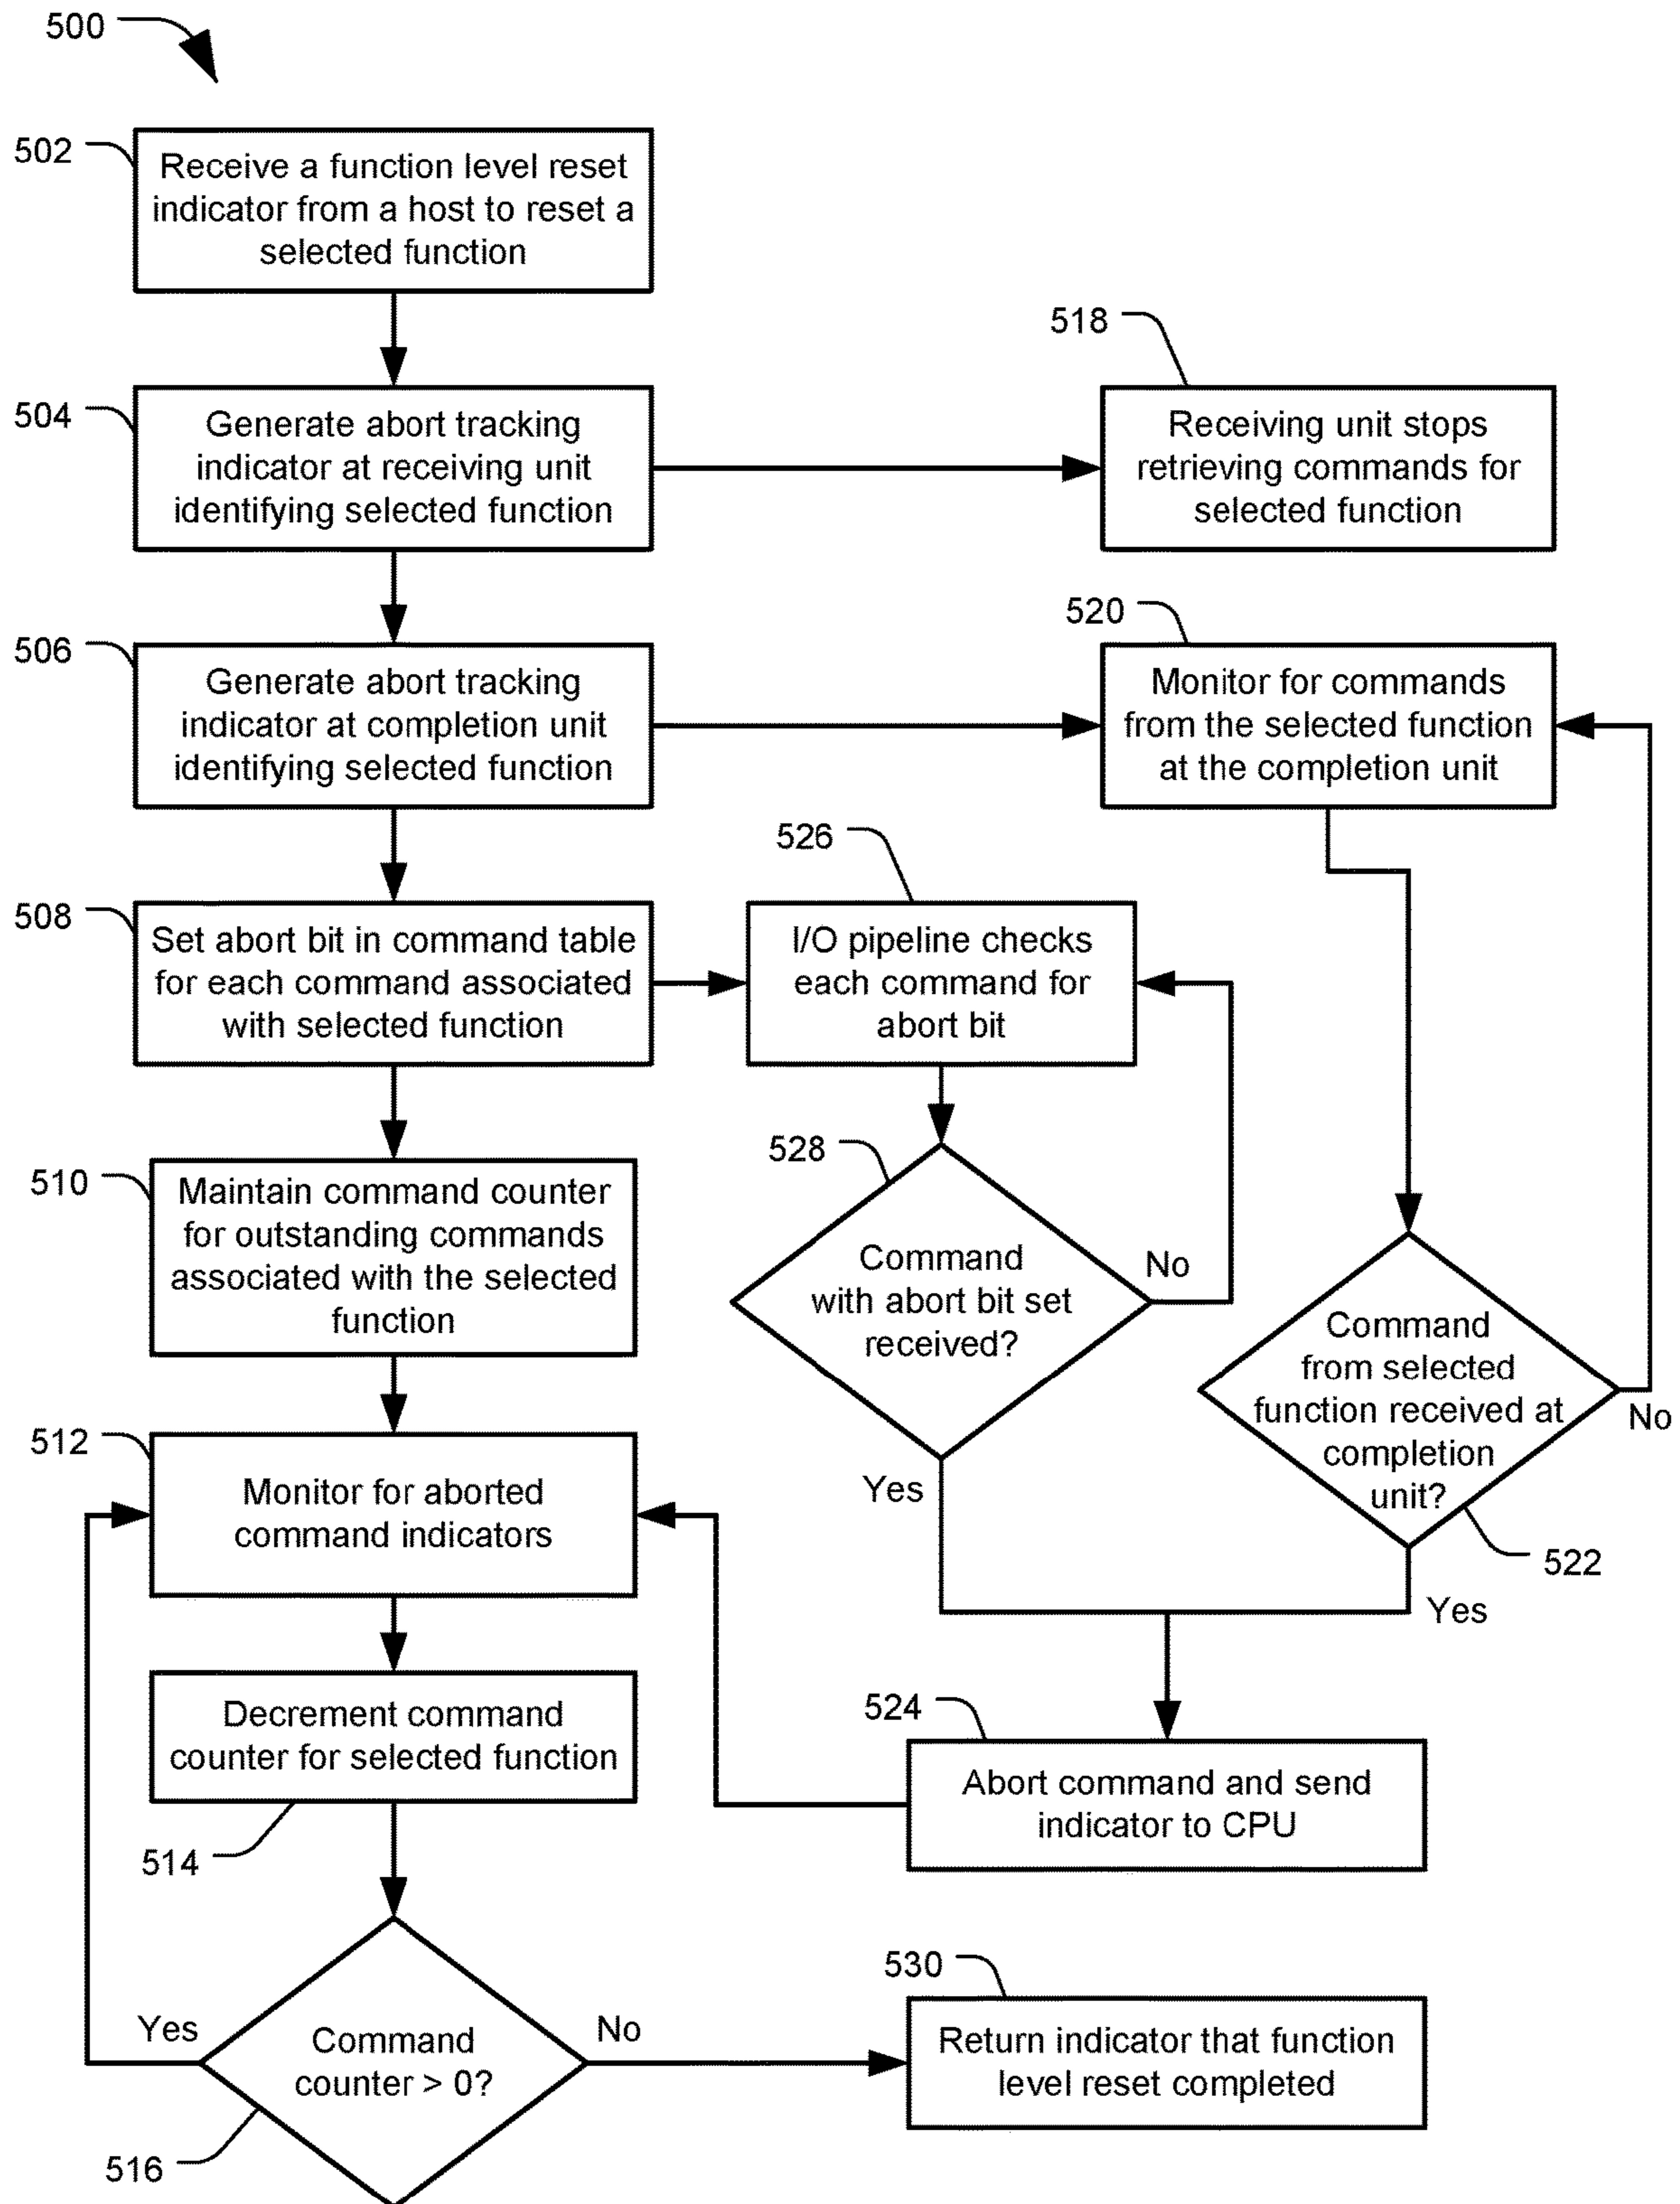 500
502
Receive a function level reset
indicator from a host to reset a
selected function
504
Generate abort tracking
indicator at receiving unit
identifying selected function
518
Receiving unit stops
retrieving commands for
selected function
506
Generate abort tracking
indicator at completion unit
identifying selected function
520
Monitor for commands
from the selected function
at the completion unit
508
Set abort bit in command table
for each command associated
with selected function
526
I/O pipeline checks
each command for
abort bit
510
Maintain command counter
for outstanding commands
associated with the selected
function
528
Command
with abort bit set
received?
No
Yes
Command
from selected
function received at
completion
unit?
No
522
Yes
512
Monitor for aborted
command indicators
514
Decrement command
counter for selected function
524
Abort command and send
indicator to CPU
516
Command
counter > 0?
Yes
No
530
Return indicator that function
level reset completed